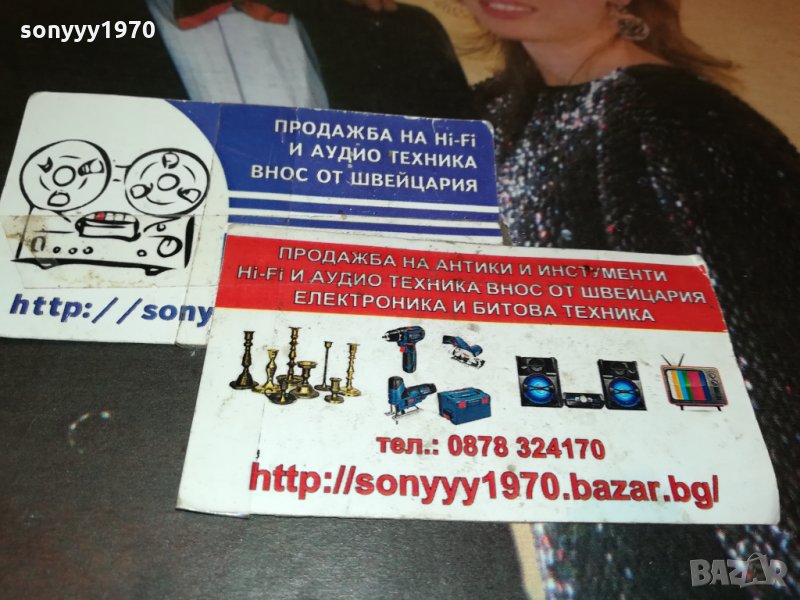 sonyyy1970
ПРОДАЖБА НА Hi-Fi
И АУДИО ТЕХНИКА
ВНОС ОТ ШВЕЙЦАРИЯ
http://sony
ПРОДАЖБА НА АНТИКИ И ИНСТУМЕНТИ
Hi-Fi И АУДИО ТЕХНИКА ВНОС ОТ ШВЕЙЦАРИЯ
ЕЛЕКТРОНИКА И БИТОВА ТЕХНИКА
тел.: 0878 324170
http://sonyyy1970.bazar.bg/
BAZAR